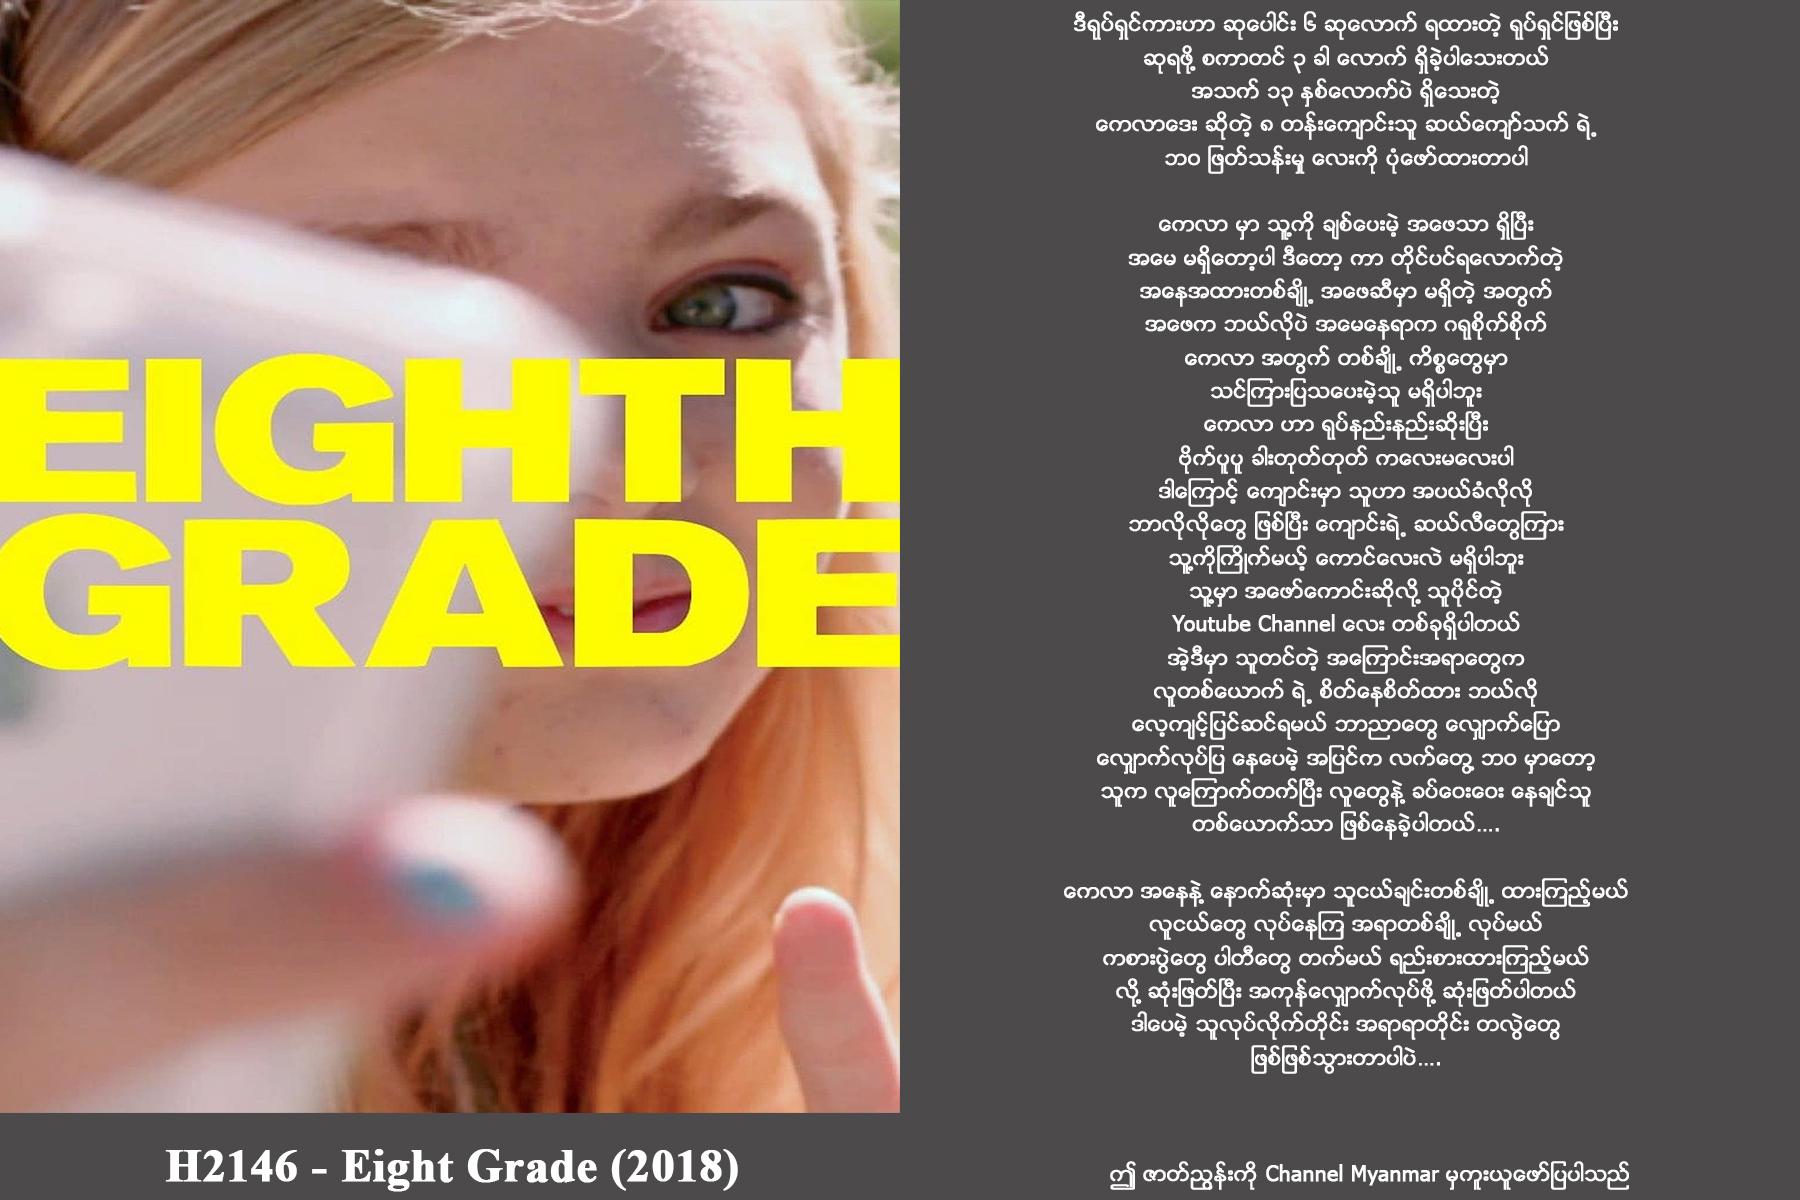 EIGHTH
GRADE
H2146 - Eight Grade (2018)
ဒီရုပ်ရှင်ကားဟာ ဆုပေါင်း ၆ ဆုလောက် ရထားတဲ့ ရုပ်ရှင်ဖြစ်ပြီး
ဆုရဖို့ စကာတင် ၃ ခါ လောက် ရှိခဲ့ပါသေးတယ်
အသက် ၁၃ နှစ်လောက်ပဲ ရှိသေးတဲ့
ကေလာဒေး ဆိုတဲ့ ၈ တန်းကျောင်းသူ ဆယ်ကျော်သက် ရဲ့
ဘဝ ဖြတ်သန်းမှု လေးကို ပုံဖော်ထားတာပါ
ကေလာ မှာ သူ့ကို ချစ်ပေးမဲ့ အဖေသာ ရှိပြီး
အမေ မရှိတော့ပါ ဒီတော့ ကာ တိုင်ပင်ရလောက်တဲ့
အနေအထားတစ်ချို့ အဖေဆီမှာ မရှိတဲ့ အတွက်
အဖေက ဘယ်လိုပဲ အမေနေရာက ဂရုစိုက်စိုက်
ကေလာ အတွက် တစ်ချို့ ကိစ္စတွေမှာ
သင်ကြားပြသပေးမဲ့သူ မရှိပါဘူး
ကေလာ ဟာ ရုပ်နည်းနည်းဆိုးပြီး
ဗိုက်ပူပူ ခါးတုတ်တုတ် ကလေးမလေးပါ
ဒါကြောင့် ကျောင်းမှာ သူဟာ အပယ်ခံလိုလို
ဘာလိုလိုတွေ ဖြစ်ပြီး ကျောင်းရဲ့ ဆယ်လီတွေကြား
သူ့ကိုကြိုက်မယ့် ကောင်လေးလဲ မရှိပါဘူး
သူ့မှာ အဖော်ကောင်းဆိုလို့ သူပိုင်တဲ့
Youtube Channel လေး တစ်ခုရှိပါတယ်
အဲ့ဒီမှာ သူတင်တဲ့ အကြောင်းအရာတွေက
လူတစ်ယောက် ရဲ့ စိတ်နေစိတ်ထား ဘယ်လို
လေ့ကျင့်ပြင်ဆင်ရမယ် ဘာညာတွေ လျှောက်ပြော
လျှောက်လုပ်ပြ နေပေမဲ့ အပြင်က လက်တွေ့ ဘဝ မှာတော့
သူက လူကြောက်တက်ပြီး လူတွေနဲ့ ခပ်ဝေးဝေး နေချင်သူ
တစ်ယောက်သာ ဖြစ်နေခဲ့ပါတယ်....
ကေလာ အနေနဲ့ နောက်ဆုံးမှာ သူငယ်ချင်းတစ်ချို့ ထားကြည့်မယ်
လူငယ်တွေ လုပ်နေကြ အရာတစ်ချို့ လုပ်မယ်
ကစားပွဲတွေ ပါတီတွေ တက်မယ် ရည်းစားထားကြည့်မယ်
လို့ ဆုံးဖြတ်ပြီး အကုန်လျှောက်လုပ်ဖို့ ဆုံးဖြတ်ပါတယ်
ဒါပေမဲ့ သူလုပ်လိုက်တိုင်း အရာရာတိုင်း တလွဲတွေ
ဖြစ်ဖြစ်သွားတာပါပဲ....
ဤ ဇာတ်ညွှန်းကို Channel Myanmar မှကူးယူဖော်ပြပါသည်